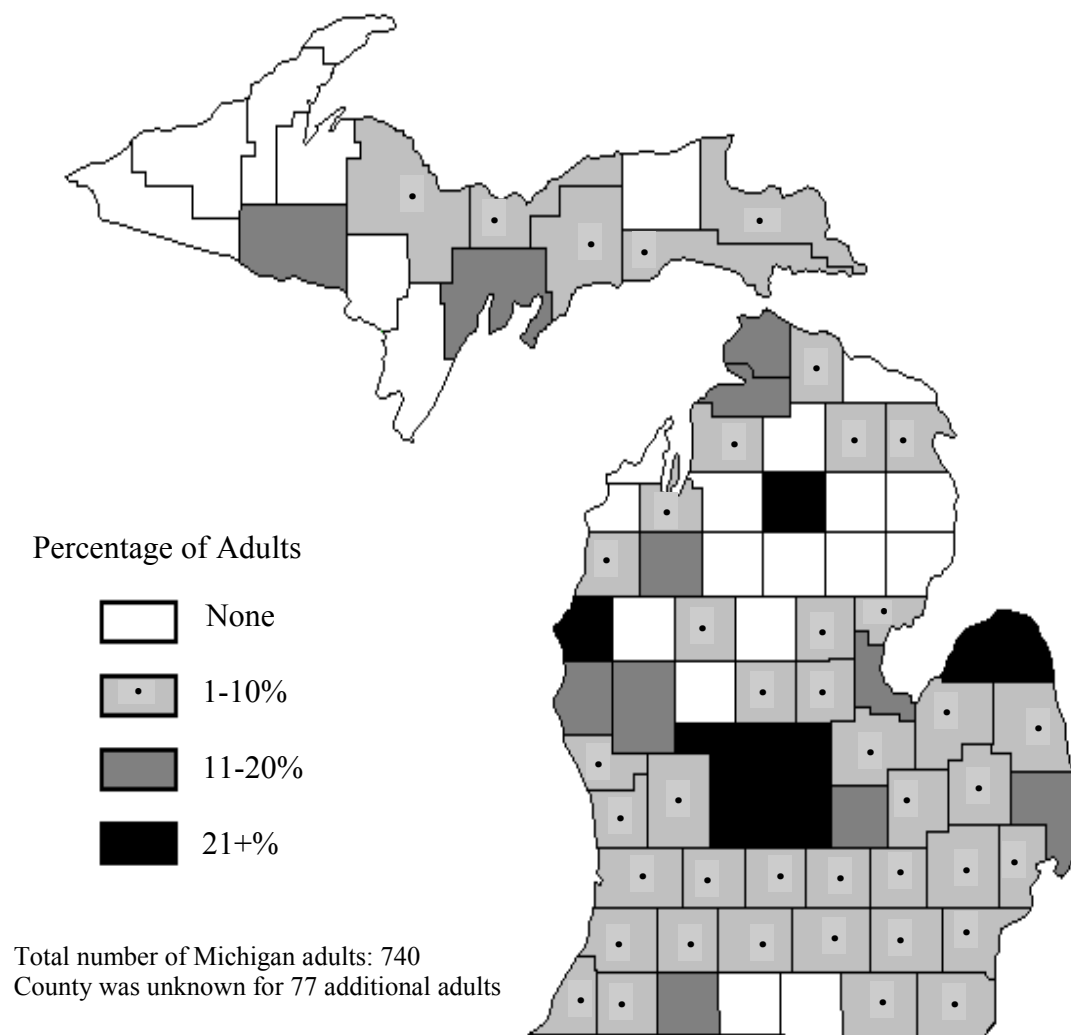 Percentage of Adults
None
1-10%
11-20%
21+%
Total number of Michigan adults: 740
County was unknown for 77 additional adults